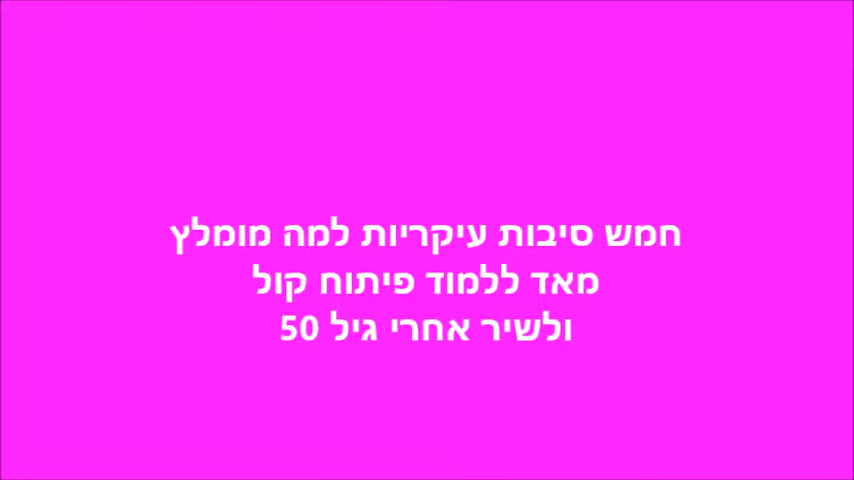 חמש סיבות עיקריות למה מומלץ
מאד ללמוד פיתוח קול
ולשיר אחרי גיל 50